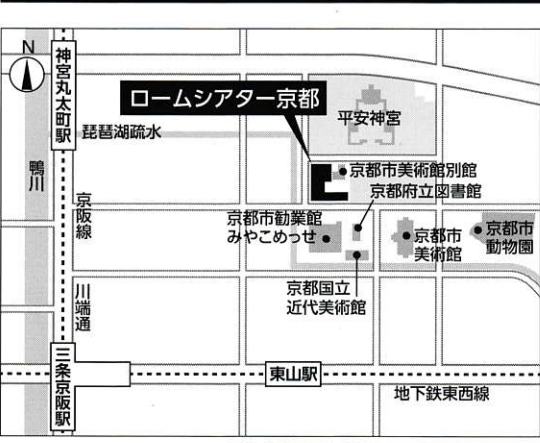 N
神宮丸太町駅
ロームシアター京都
平安神宮
琵琶湖疏水
鴨川
京都市美術館別館
京都府立図書館
京阪線
京都市勧業館
みやこめっせ
京都市
美術館
京都市
動物園
京都国立
近代美術館
川端通
三条京阪駅
東山駅
地下鉄東西線